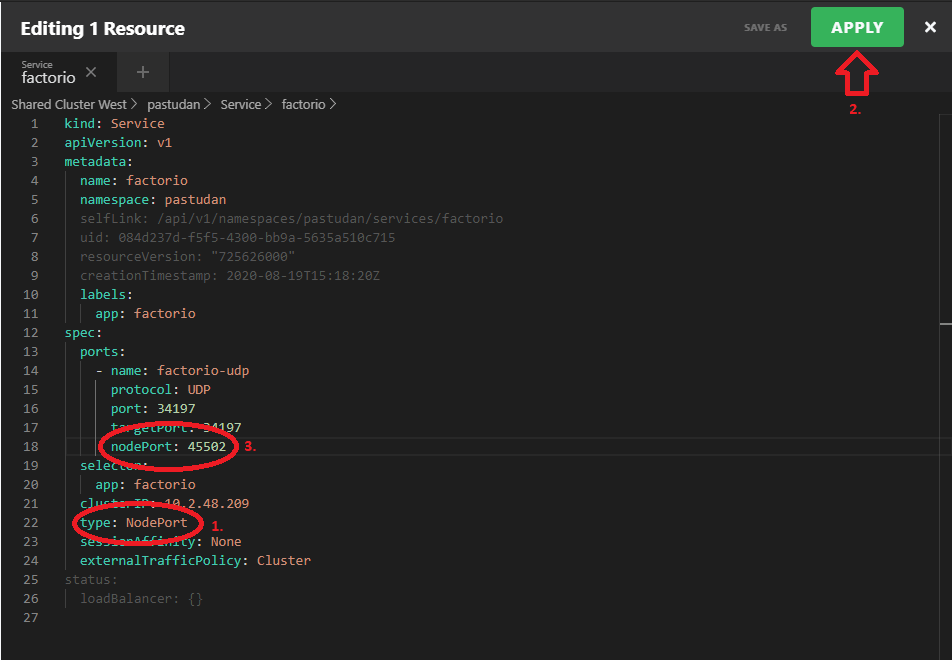 Editing 1 Resource
SAVE AS
APPLY
Service
factorio
2.
Shared Cluster West > pastudan > Service > factorio >
1 kind: Service
2 apiVersion: v1
3 metadata:
4 name: factorio
5 namespace: pastudan
6 selfLink: /api/v1/namespaces/pastudan/services/factorio
7 uid: 084d237d-f5f5-4300-bb9a-5635a510c715
8 resourceVersion: "725626000"
9 creationTimestamp: 2020-08-19T15:18:20Z
10 labels:
11 app: factorio
12 spec:
13 ports:
14 - name: factorio-udp
15 protocol: UDP
16 port: 34197
17 targetPort: 34197
18 nodePort: 45502 3.
19 selector:
20 app: factorio
21 clusterIP: 10.2.48.209
22 type: NodePort 1.
23 sessionAffinity: None
24 externalTrafficPolicy: Cluster
25 status:
26 loadBalancer: {}
27